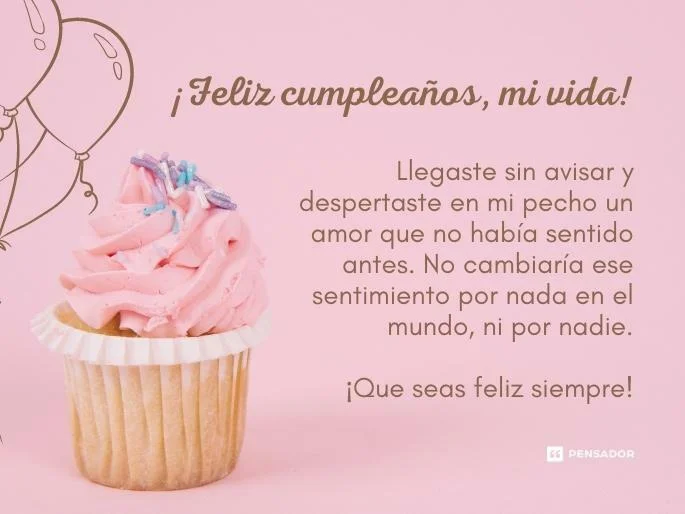 ¡Feliz cumpleaños, mi vida!
Llegaste sin avisar y
despertaste en mi pecho un
amor que no había sentido
antes. No cambiaría ese
sentimiento por nada en el
mundo, ni por nadie.
¡Que seas feliz siempre!
PENSADOR